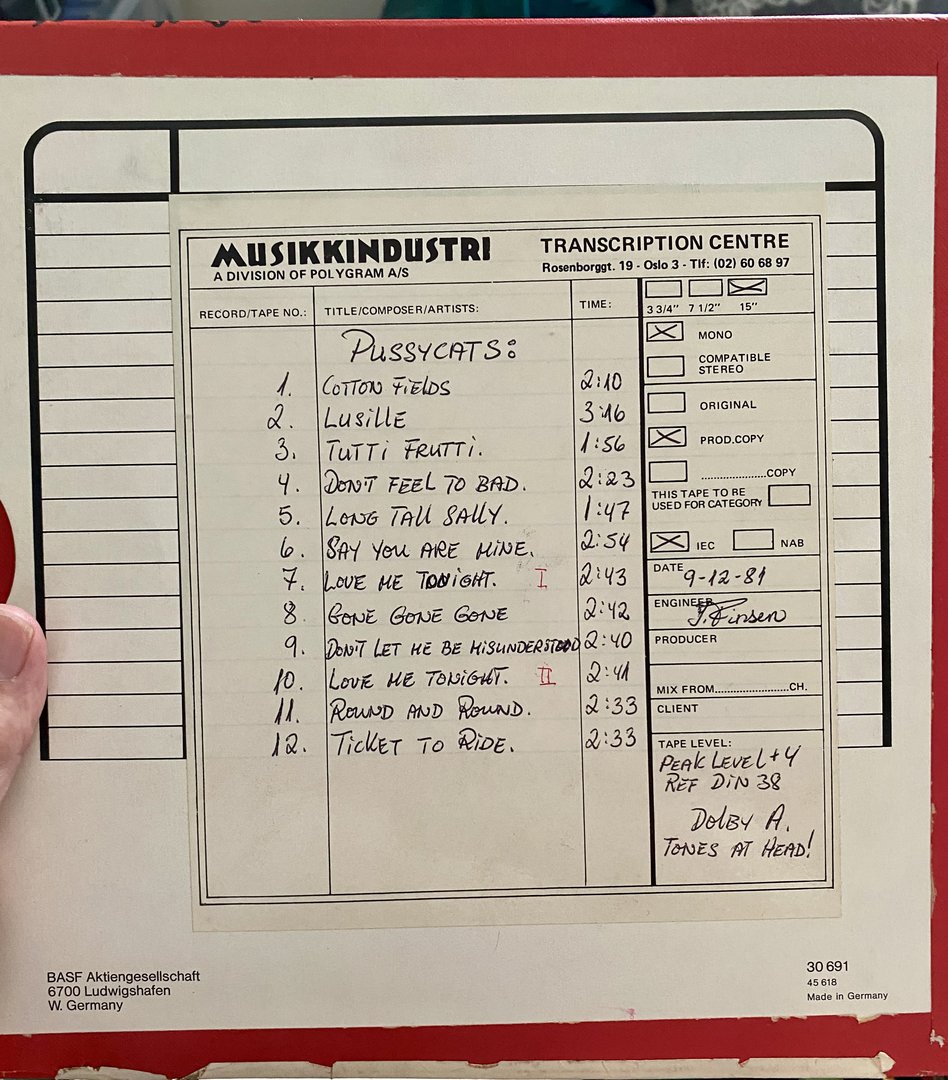 MUSIKKINDUSTRI
A DIVISION OF POLYGRAM A/S
TRANSCRIPTION CENTRE
Rosenborggt. 19 - Oslo 3 - Tlf: (02) 60 68 97
RECORD/TAPE NO.: TITLE/COMPOSER/ARTISTS: TIME:
3 3/4" 7 1/2" 15"
PUSSYCATS:
1. COTTON FIELDS 2:10
2. LUSILLE 3:16
3. TUTTI FRUTTI. 1:56
4. DON'T FEEL TO BAD. 2:23
5. LONG TALL SALLY. 1:47
6. SAY YOU ARE MINE. 2:54
7. LOVE ME TONIGHT. I 2:43
8. GONE GONE GONE 2:42
9. DON'T LET ME BE MISUNDERSTOOD 2:40
10. LOVE ME TONIGHT. II 2:41
11. ROUND AND ROUND. 2:33
12. TICKET TO RIDE. 2:33
MONO
COMPATIBLE
STEREO
ORIGINAL
PROD.COPY
....................COPY
THIS TAPE TO RE
USED FOR CATEGORY
IEC NAB
DATE 9-12-81
ENGINEER
PRODUCER
MIX FROM........................CH.
CLIENT
TAPE LEVEL:
PEAK LEVEL +4
REF DIN 38
DOLBY A.
TONES AT HEAD!
BASF Aktiengesellschaft
6700 Ludwigshafen
W. Germany
30 691
45 618
Made in Germany